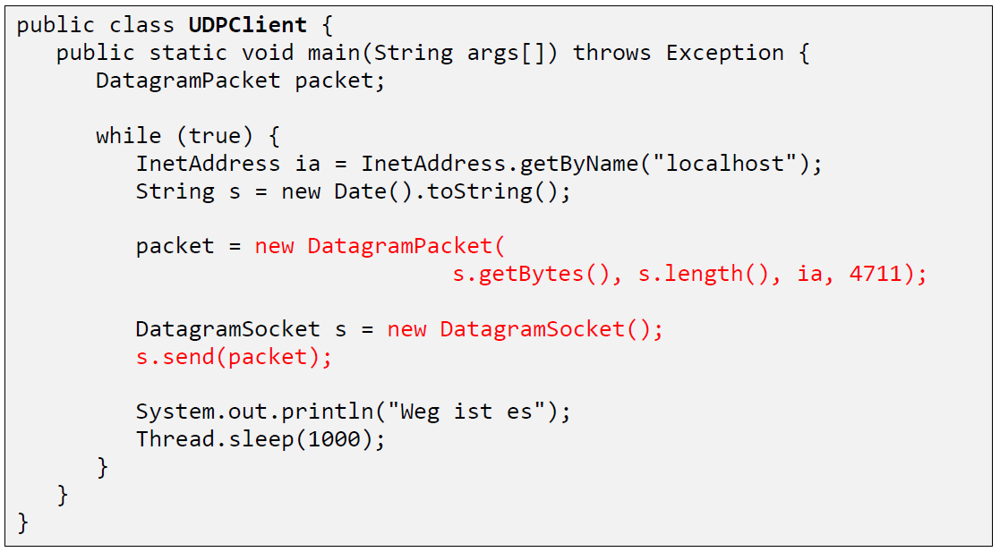 public class UDPClient {
public static void main(String args[]) throws Exception {
DatagramPacket packet;
while (true) {
InetAddress ia = InetAddress.getByName("localhost");
String s = new Date().toString();
packet = new DatagramPacket(
s.getBytes(), s.length(), ia, 4711);
DatagramSocket s = new DatagramSocket();
s.send(packet);
System.out.println("Weg ist es");
Thread.sleep(1000);
}
}
}